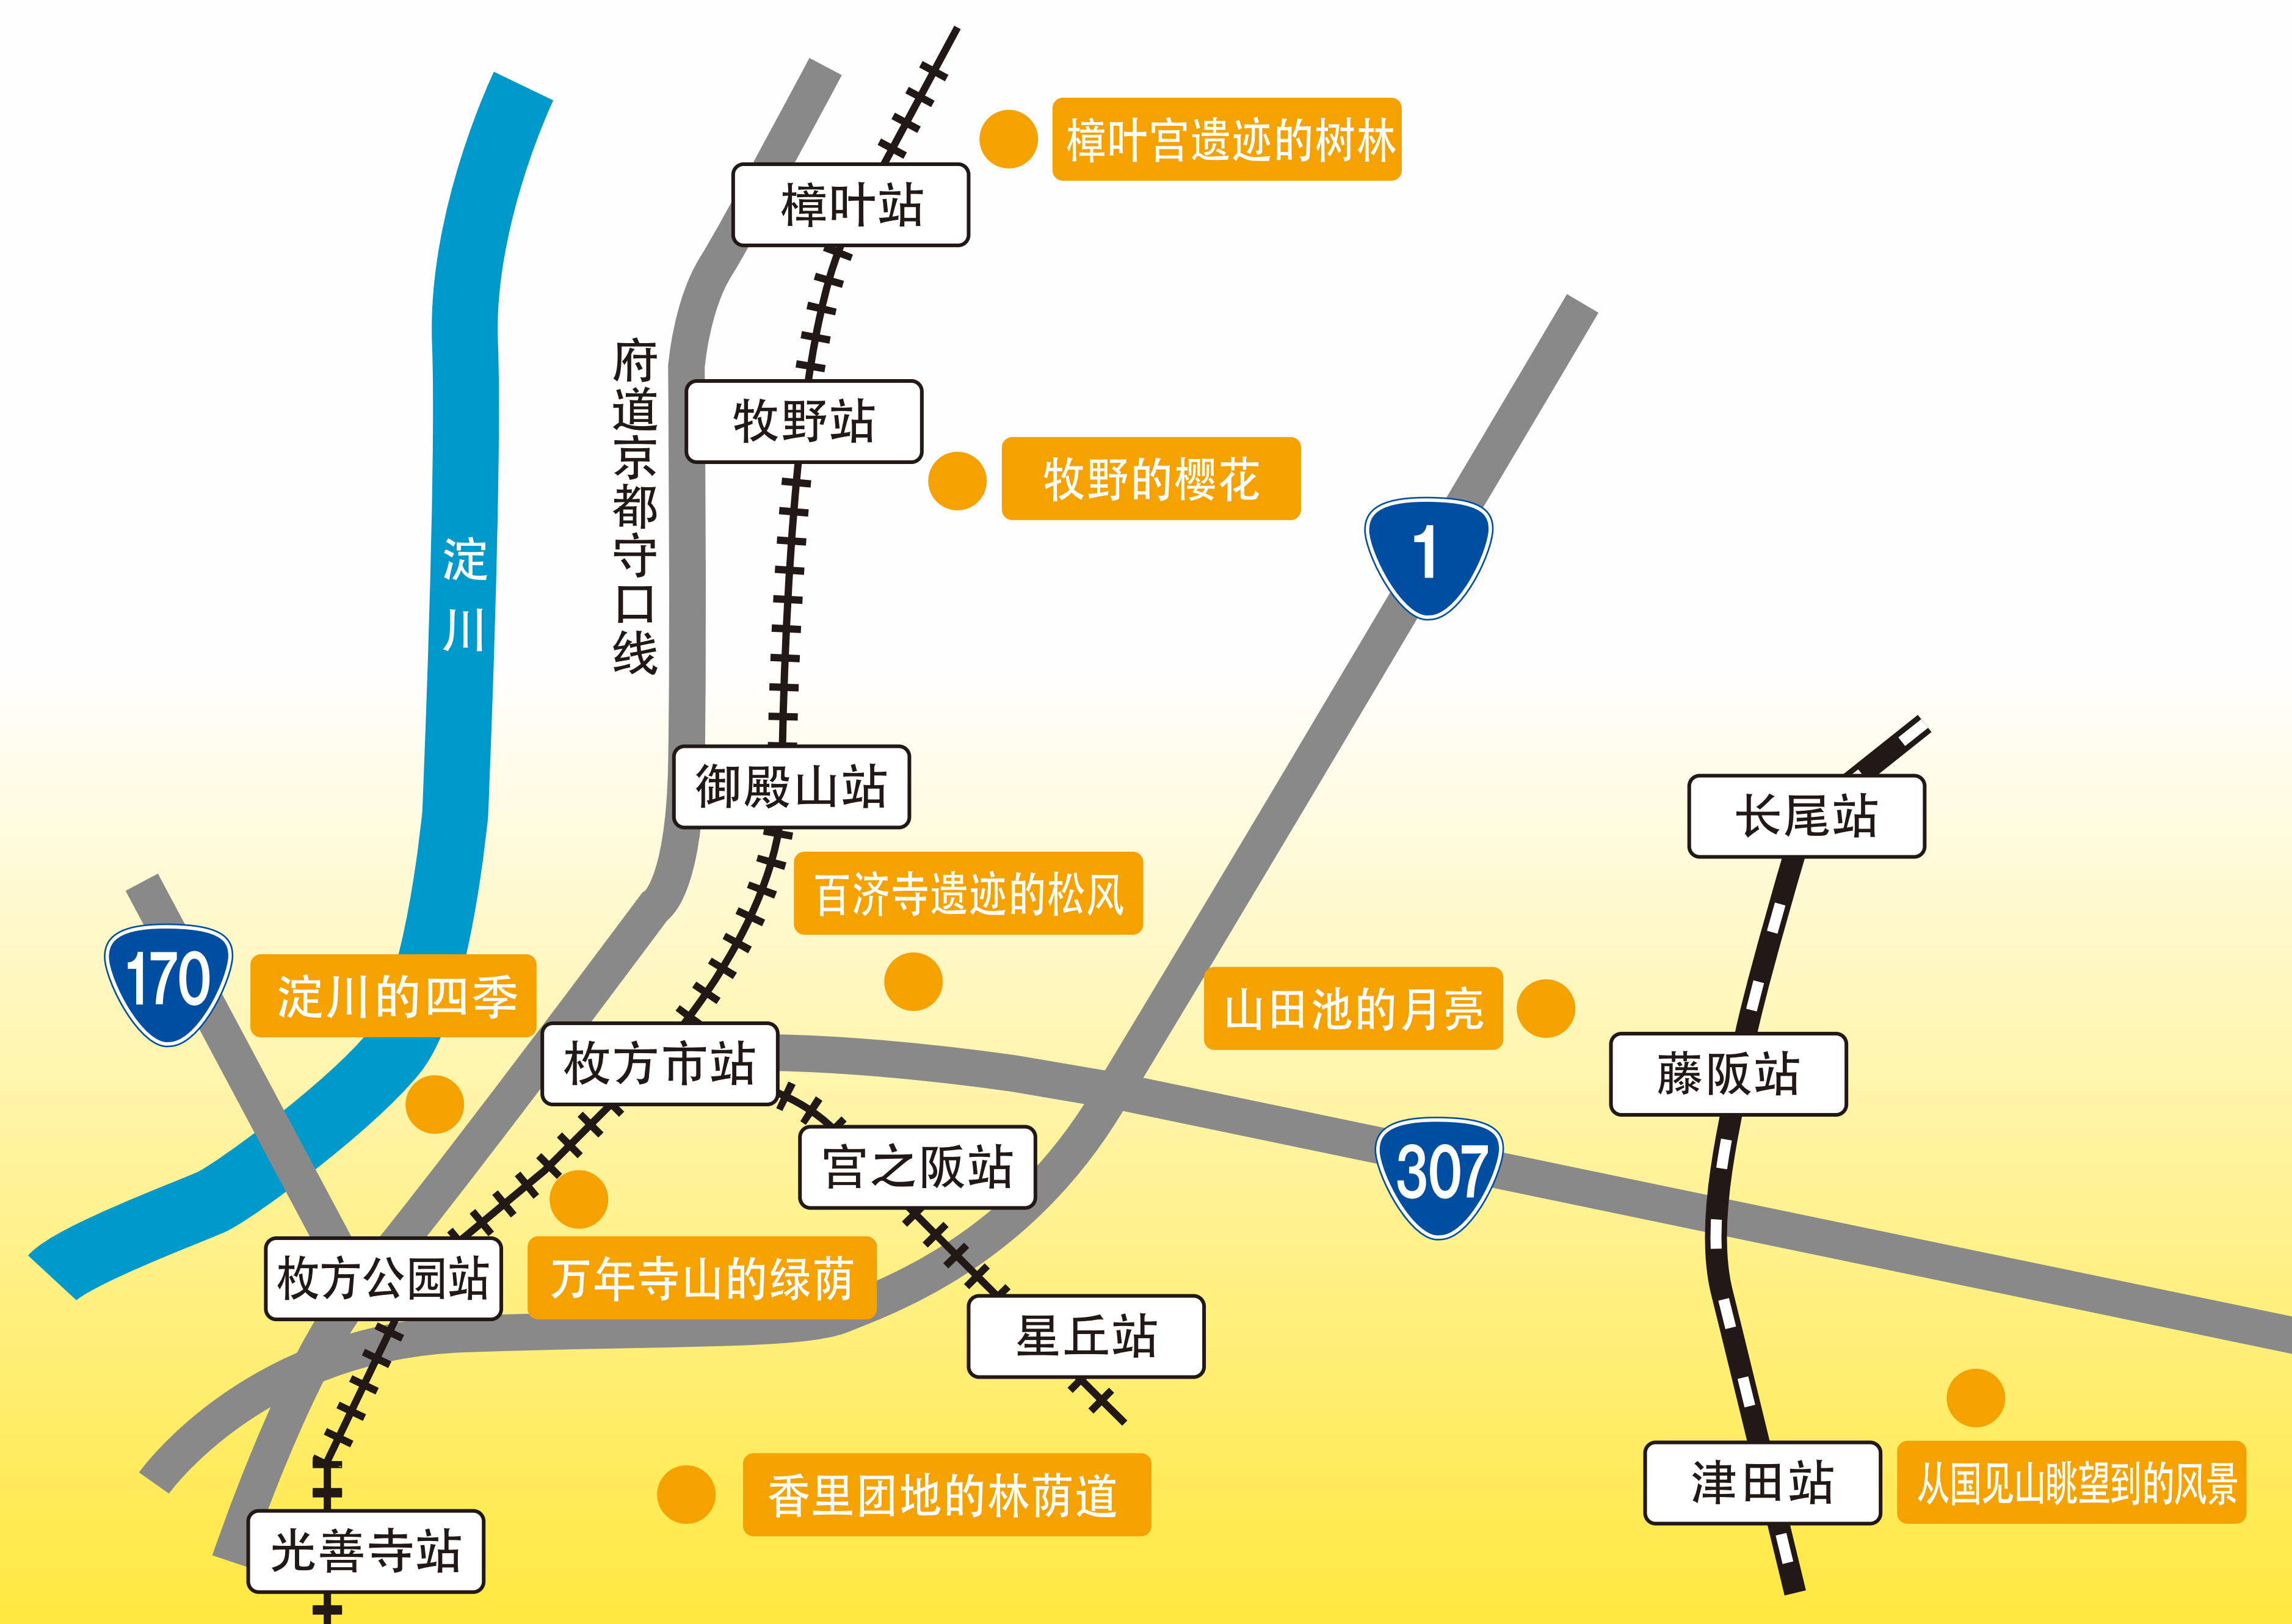 樟叶宫遗迹的树林
樟叶站
府道京都守口线
牧野站
牧野的樱花
淀川
1
御殿山站
长尾站
百济寺遗迹的松风
170
淀川的四季
山田池的月亮
枚方市站
藤阪站
宫之阪站
307
枚方公园站
万年寺山的绿荫
星丘站
香里团地的林荫道
津田站
从国见山眺望到的风景
光善寺站